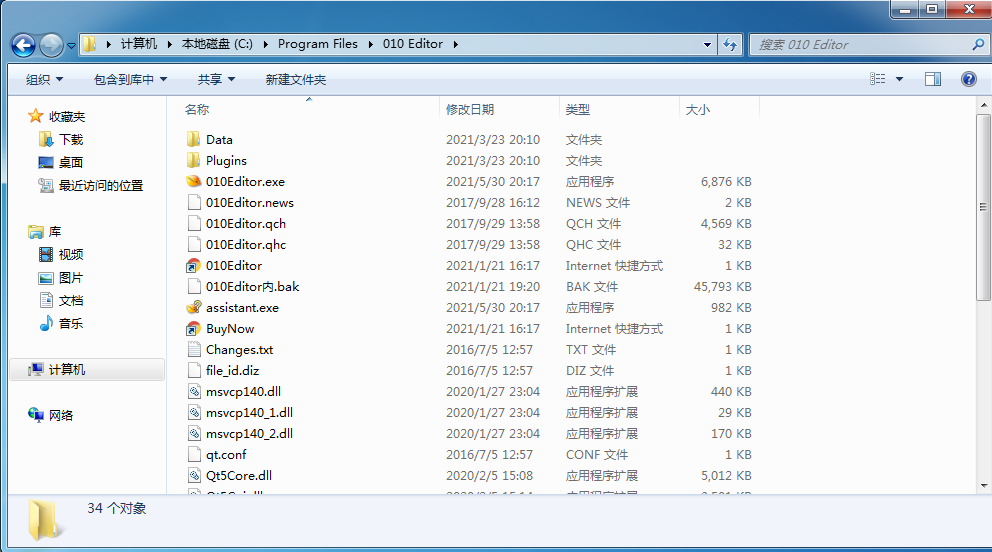 计算机 本地磁盘 (C:) Program Files 010 Editor 搜索 010 Editor
组织 包含到库中 共享 新建文件夹
收藏夹
下载
桌面
最近访问的位置
库
视频
图片
文档
音乐
计算机
网络
名称 修改日期 类型 大小
Data 2021/3/23 20:10 文件夹
Plugins 2021/3/23 20:10 文件夹
010Editor.exe 2021/5/30 20:17 应用程序 6,876 KB
010Editor.news 2017/9/28 16:12 NEWS 文件 2 KB
010Editor.qch 2017/9/29 13:58 QCH 文件 4,569 KB
010Editor.qhc 2017/9/29 13:58 QHC 文件 32 KB
010Editor 2021/1/21 16:17 Internet 快捷方式 1 KB
010Editor内.bak 2021/1/21 19:20 BAK 文件 45,793 KB
assistant.exe 2021/5/30 20:17 应用程序 982 KB
BuyNow 2021/1/21 16:17 Internet 快捷方式 1 KB
Changes.txt 2016/7/5 12:57 TXT 文件 1 KB
file_id.diz 2016/7/5 12:57 DIZ 文件 1 KB
msvcp140.dll 2020/1/27 23:04 应用程序扩展 440 KB
msvcp140_1.dll 2020/1/27 23:04 应用程序扩展 29 KB
msvcp140_2.dll 2020/1/27 23:04 应用程序扩展 170 KB
qt.conf 2016/7/5 12:57 CONF 文件 1 KB
Qt5Core.dll 2020/2/5 15:08 应用程序扩展 5,012 KB
34 个对象